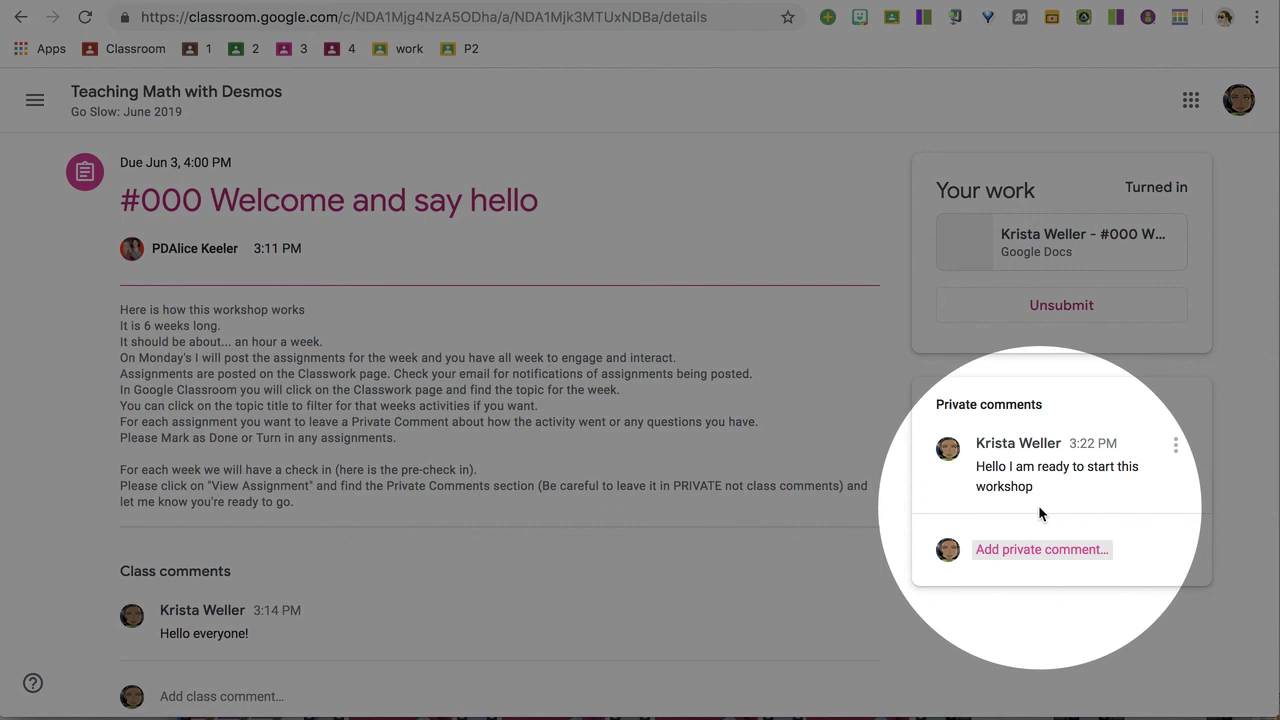 https://classroom.google.com/c/NDA1Mjg4NzA5ODha/a/NDA1Mjk3MTUxNDBa/details
20
Apps Classroom 1 2 3 4 work P2
Teaching Math with Desmos
Go Slow: June 2019
Due Jun 3, 4:00 PM
#000 Welcome and say hello
PDAlice Keeler 3:11 PM
Here is how this workshop works
It is 6 weeks long.
It should be about... an hour a week.
On Monday's I will post the assignments for the week and you have all week to engage and interact.
Assignments are posted on the Classwork page. Check your email for notifications of assignments being posted.
In Google Classroom you will click on the Classwork page and find the topic for the week.
You can click on the topic title to filter for that weeks activities if you want.
For each assignment you want to leave a Private Comment about how the activity went or any questions you have.
Please Mark as Done or Turn in any assignments.
For each week we will have a check in (here is the pre-check in).
Please click on "View Assignment" and find the Private Comments section (Be careful to leave it in PRIVATE not class comments) and
let me know you're ready to go.
Class comments
Krista Weller 3:14 PM
Hello everyone!
Add class comment...
Your work Turned in
Krista Weller - #000 W...
Google Docs
Unsubmit
Private comments
Krista Weller 3:22 PM
Hello I am ready to start this
workshop
Add private comment...